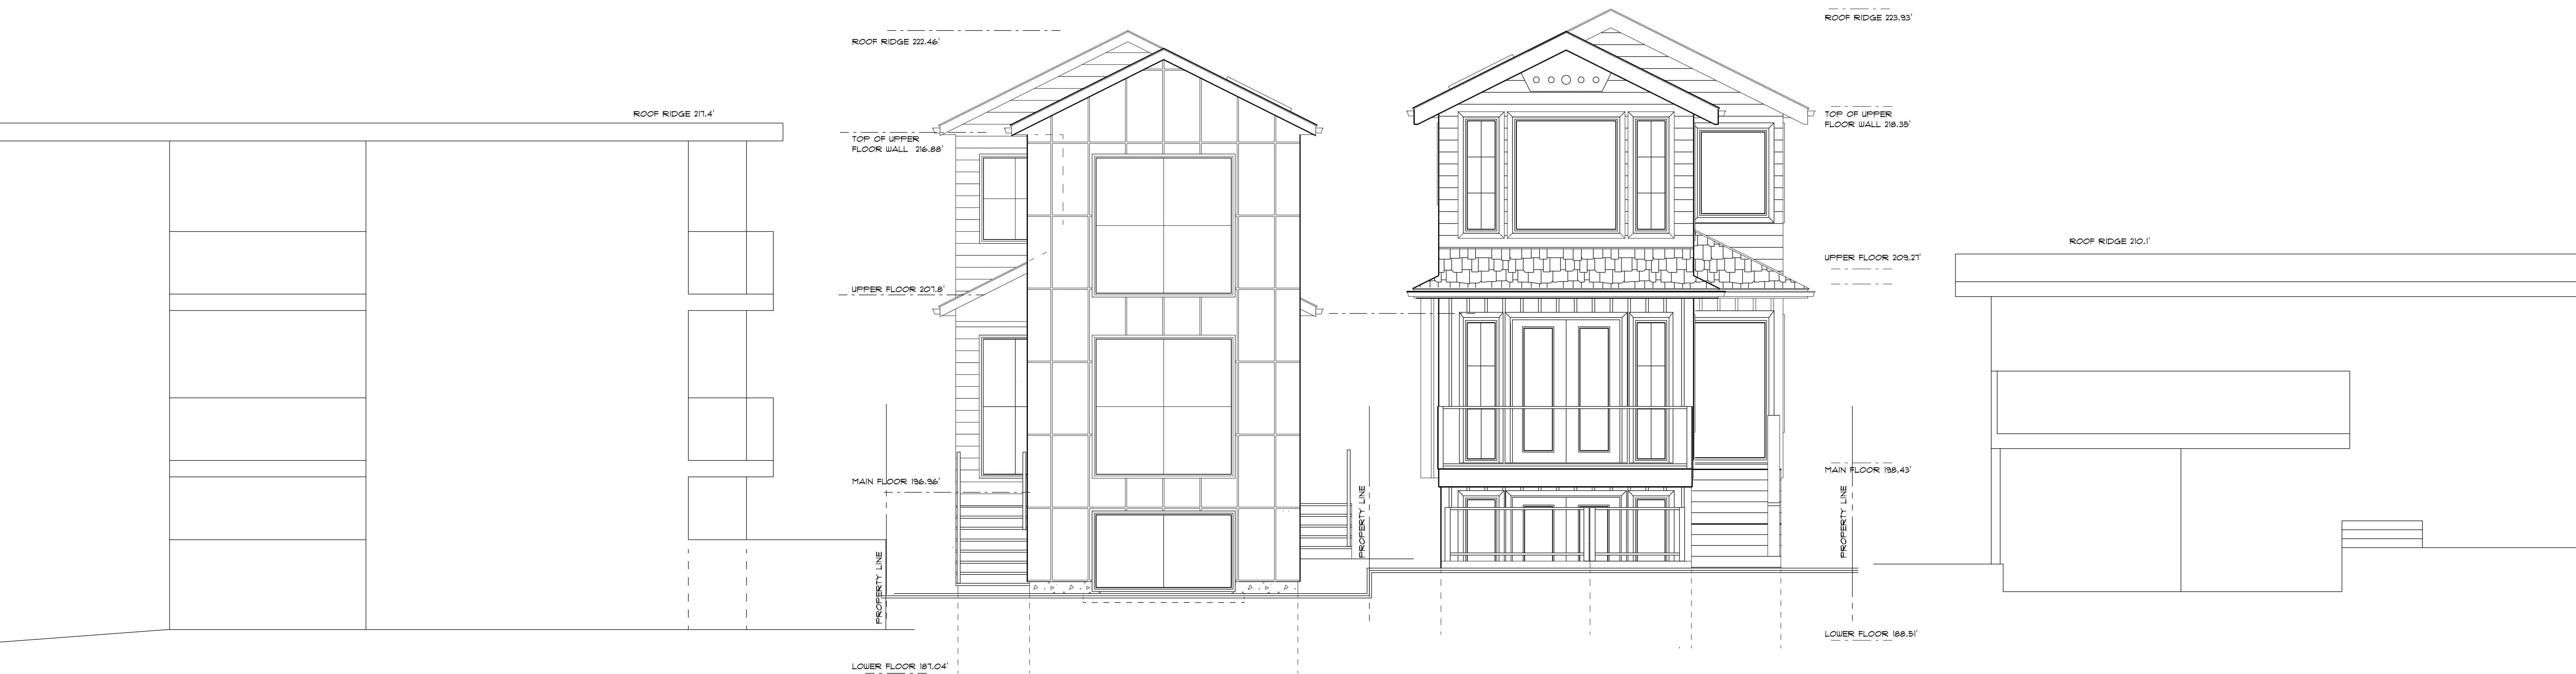 ROOF RIDGE 217.4'
ROOF RIDGE 222.46'
TOP OF UPPER
FLOOR WALL 216.88'
UPPER FLOOR 207.8'
MAIN FLOOR 196.96'
PROPERTY LINE
LOWER FLOOR 187.04'
PROPERTY LINE
ROOF RIDGE 223.93'
TOP OF UPPER
FLOOR WALL 218.35'
UPPER FLOOR 209.27'
MAIN FLOOR 198.43'
PROPERTY LINE
LOWER FLOOR 188.51'
ROOF RIDGE 210.1'